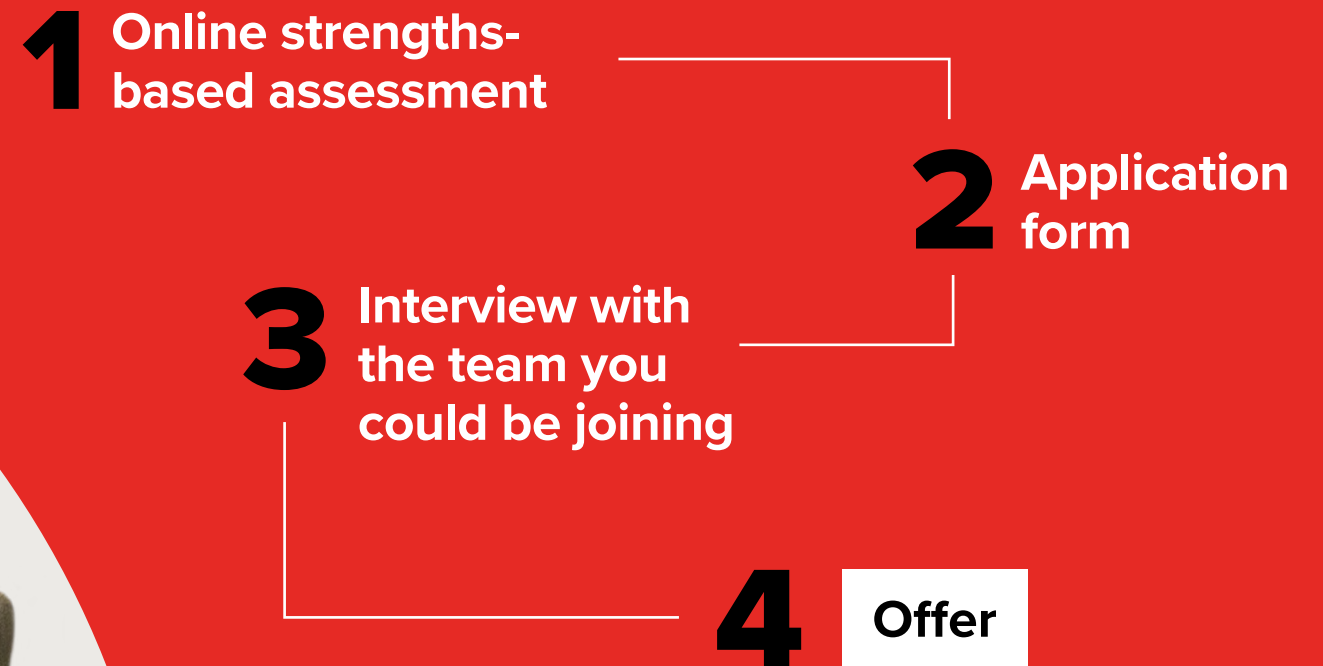 1 Online strengths-
based assessment
2 Application
form
3 Interview with
the team you
could be joining
4 Offer